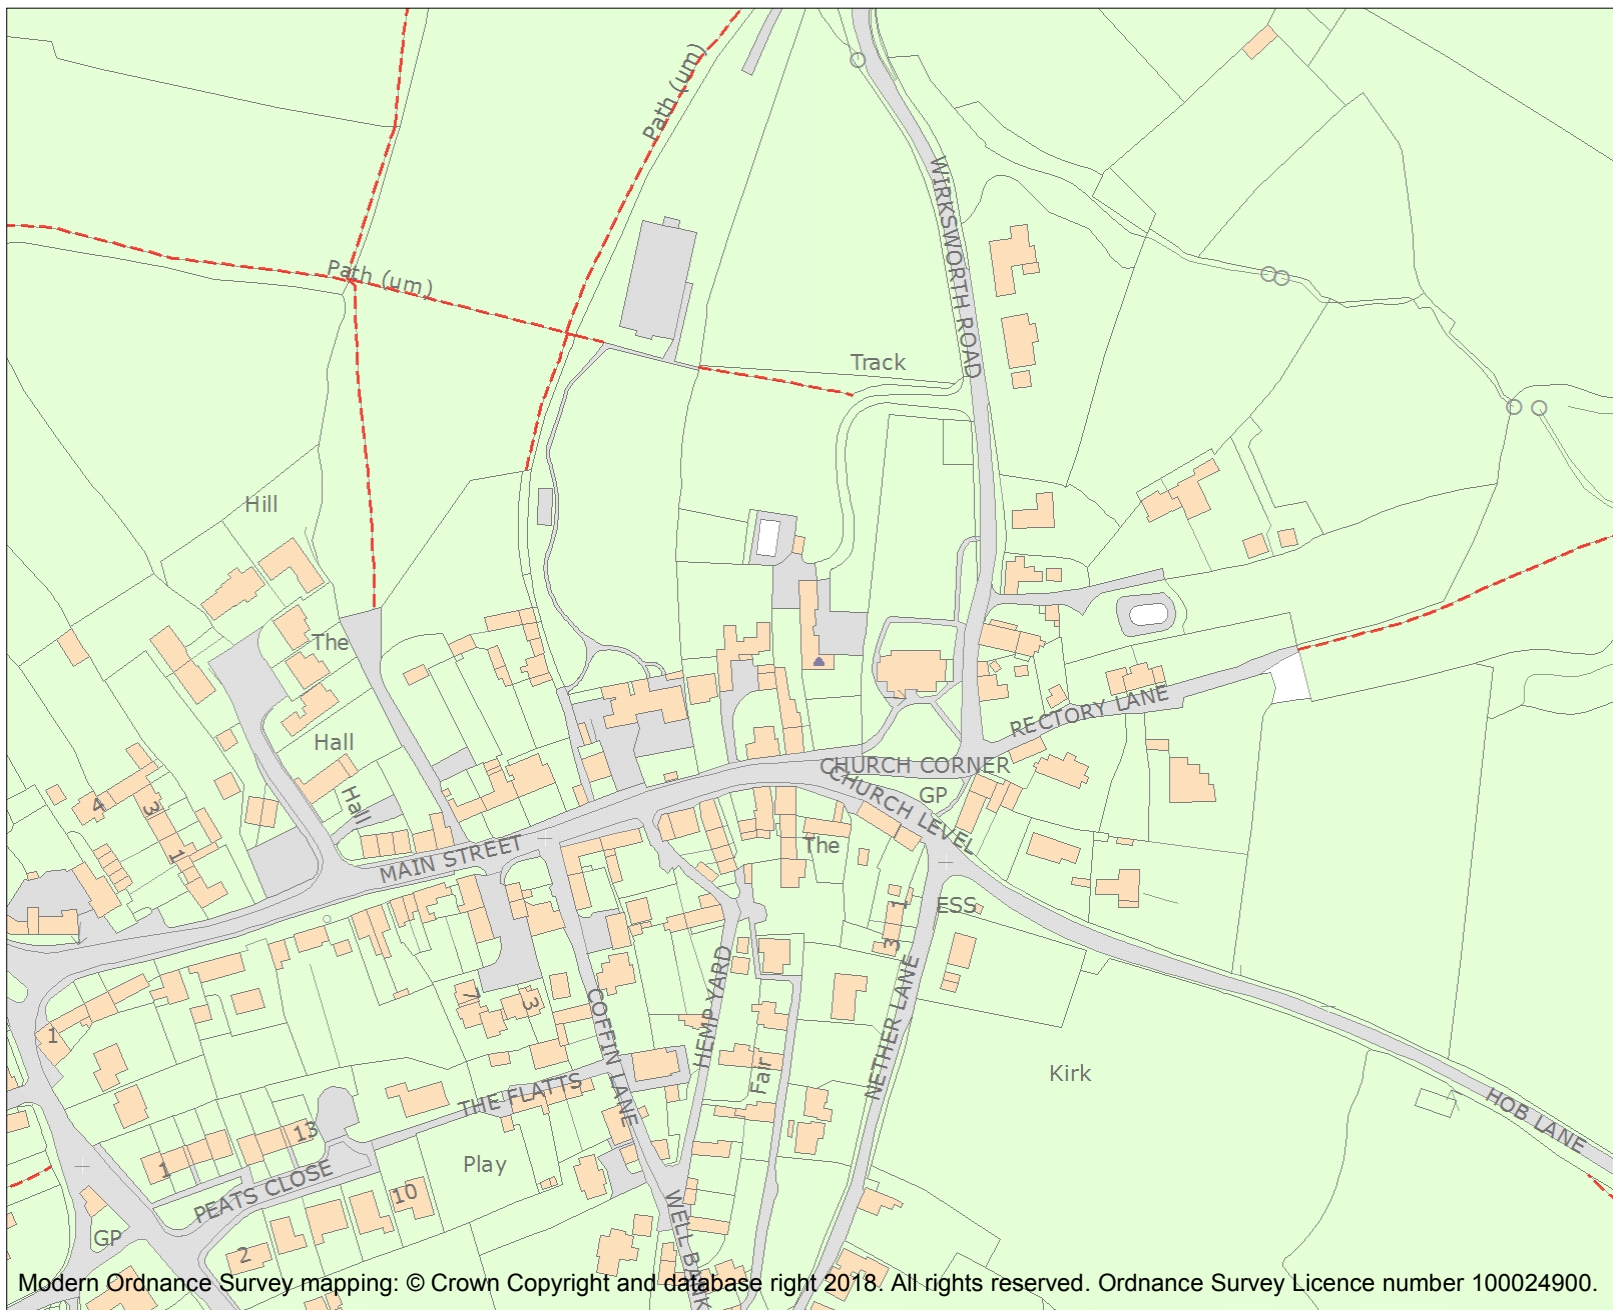 Path (um)
WIRKSWORTH ROAD
Path (um)
Track
Hill
The
Hall
Hall
RECTORY LANE
CHURCH CORNER
CHURCH LEVEL
GP
4
3
1
The
MAIN STREET
1
ESS
3
7
3
COFFIN LANE
HEMP YARD
NETHER LANE
1
Fair
Kirk
THE FLATTS
HOB LANE
13
1
Play
PEATS CLOSE
10
WELL BANK
GP
2
Modern Ordnance Survey mapping: © Crown Copyright and database right 2018. All rights reserved. Ordnance Survey Licence number 100024900.